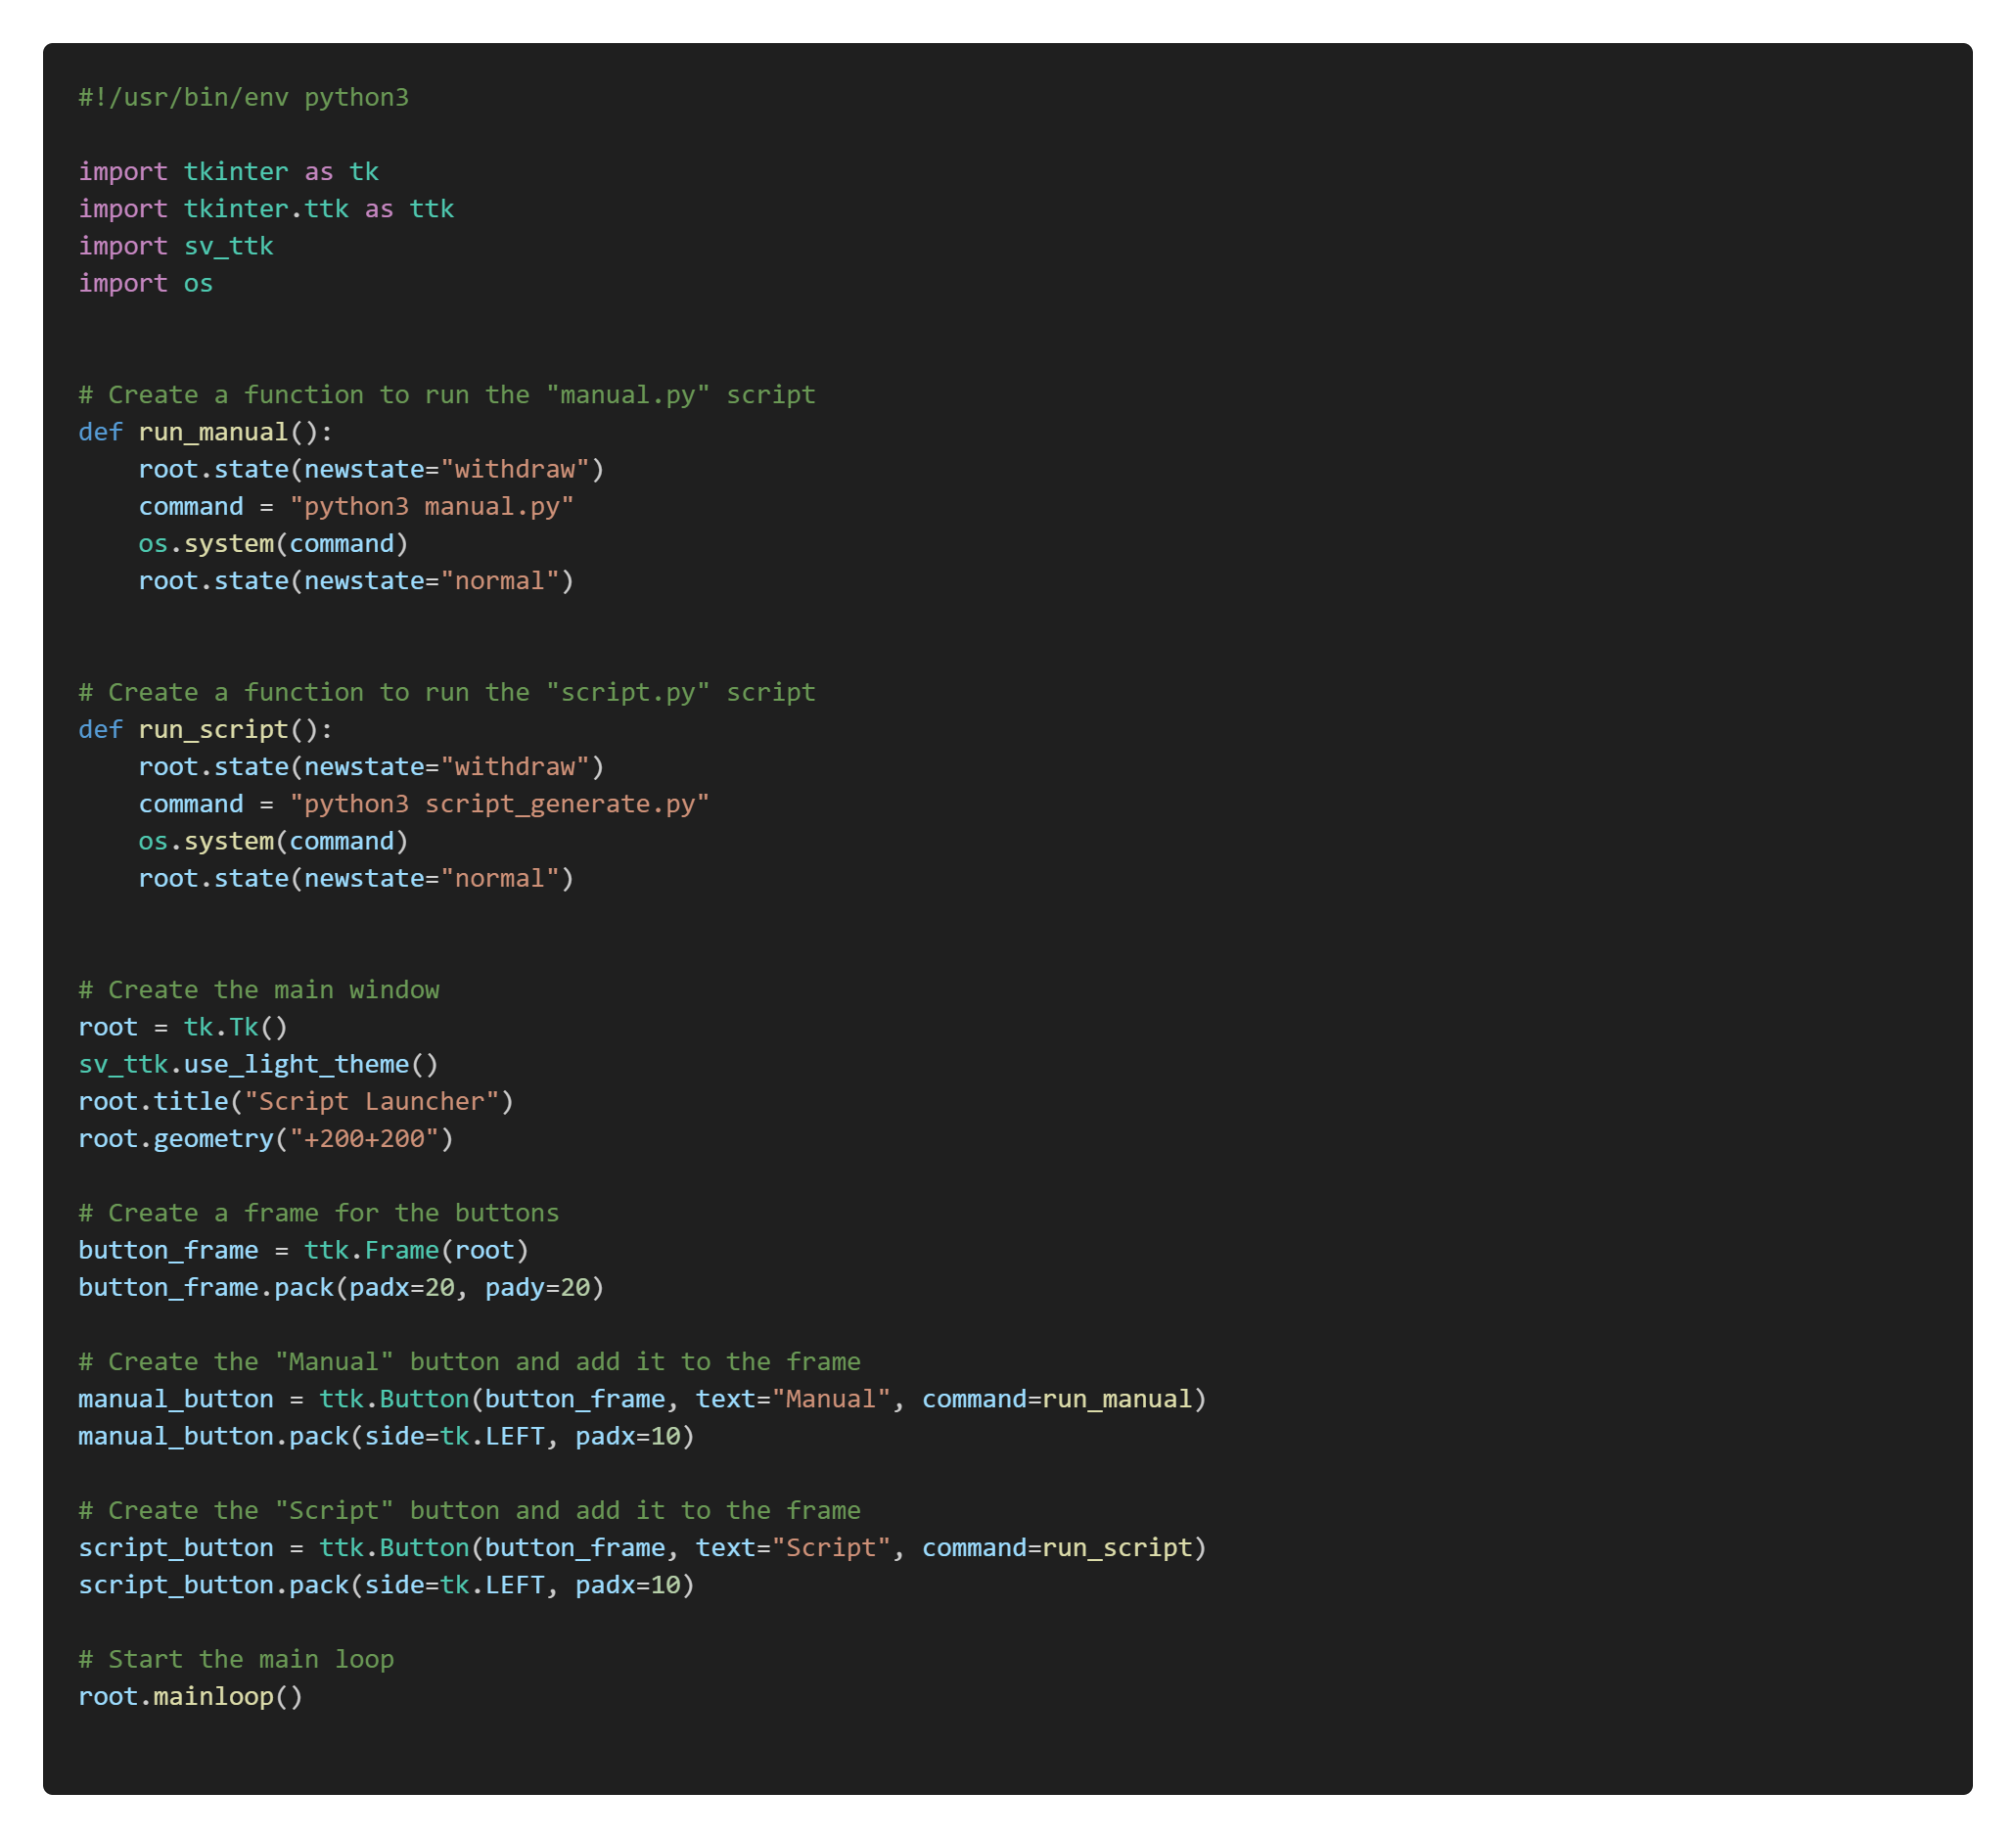 #!/usr/bin/env python3
import tkinter as tk
import tkinter.ttk as ttk
import sv_ttk
import os
# Create a function to run the "manual.py" script
def run_manual():
    root.state(newstate="withdraw")
    command = "python3 manual.py"
    os.system(command)
    root.state(newstate="normal")
# Create a function to run the "script.py" script
def run_script():
    root.state(newstate="withdraw")
    command = "python3 script_generate.py"
    os.system(command)
    root.state(newstate="normal")
# Create the main window
root = tk.Tk()
sv_ttk.use_light_theme()
root.title("Script Launcher")
root.geometry("+200+200")
# Create a frame for the buttons
button_frame = ttk.Frame(root)
button_frame.pack(padx=20, pady=20)
# Create the "Manual" button and add it to the frame
manual_button = ttk.Button(button_frame, text="Manual", command=run_manual)
manual_button.pack(side=tk.LEFT, padx=10)
# Create the "Script" button and add it to the frame
script_button = ttk.Button(button_frame, text="Script", command=run_script)
script_button.pack(side=tk.LEFT, padx=10)
# Start the main loop
root.mainloop()